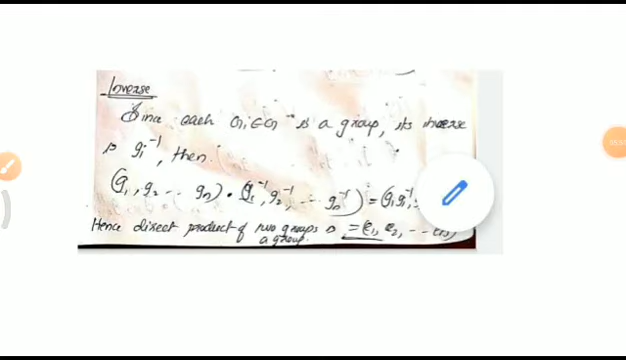 Inverse
Since each Gi ∈ G is a group, its inverse
is gi⁻¹, then.
(g₁, g₂ ... gn) · (g₁⁻¹, g₂⁻¹, ... gn⁻¹) = (g₁g₁⁻¹,
Hence direct product of two groups is = (e₁, e₂, --- en)
a group.